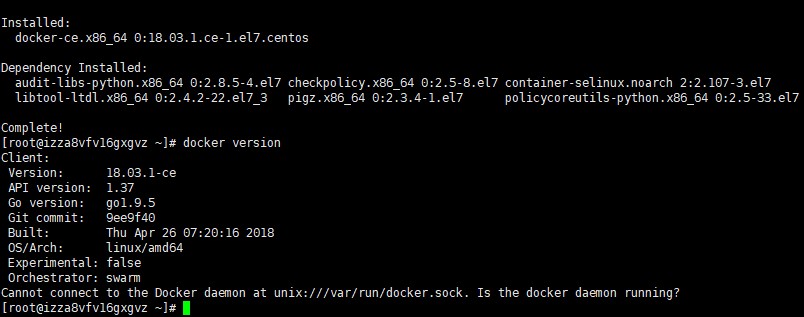 Installed:
  docker-ce.x86_64 0:18.03.1.ce-1.el7.centos
Dependency Installed:
  audit-libs-python.x86_64 0:2.8.5-4.el7 checkpolicy.x86_64 0:2.5-8.el7 container-selinux.noarch 2:2.107-3.el7
  libtool-ltdl.x86_64 0:2.4.2-22.el7_3   pigz.x86_64 0:2.3.4-1.el7      policycoreutils-python.x86_64 0:2.5-33.el7
Complete!
[root@izza8vfv16gxgvz ~]# docker version
Client:
 Version:      18.03.1-ce
 API version:  1.37
 Go version:   go1.9.5
 Git commit:   9ee9f40
 Built:        Thu Apr 26 07:20:16 2018
 OS/Arch:      linux/amd64
 Experimental: false
 Orchestrator: swarm
Cannot connect to the Docker daemon at unix:///var/run/docker.sock. Is the docker daemon running?
[root@izza8vfv16gxgvz ~]#